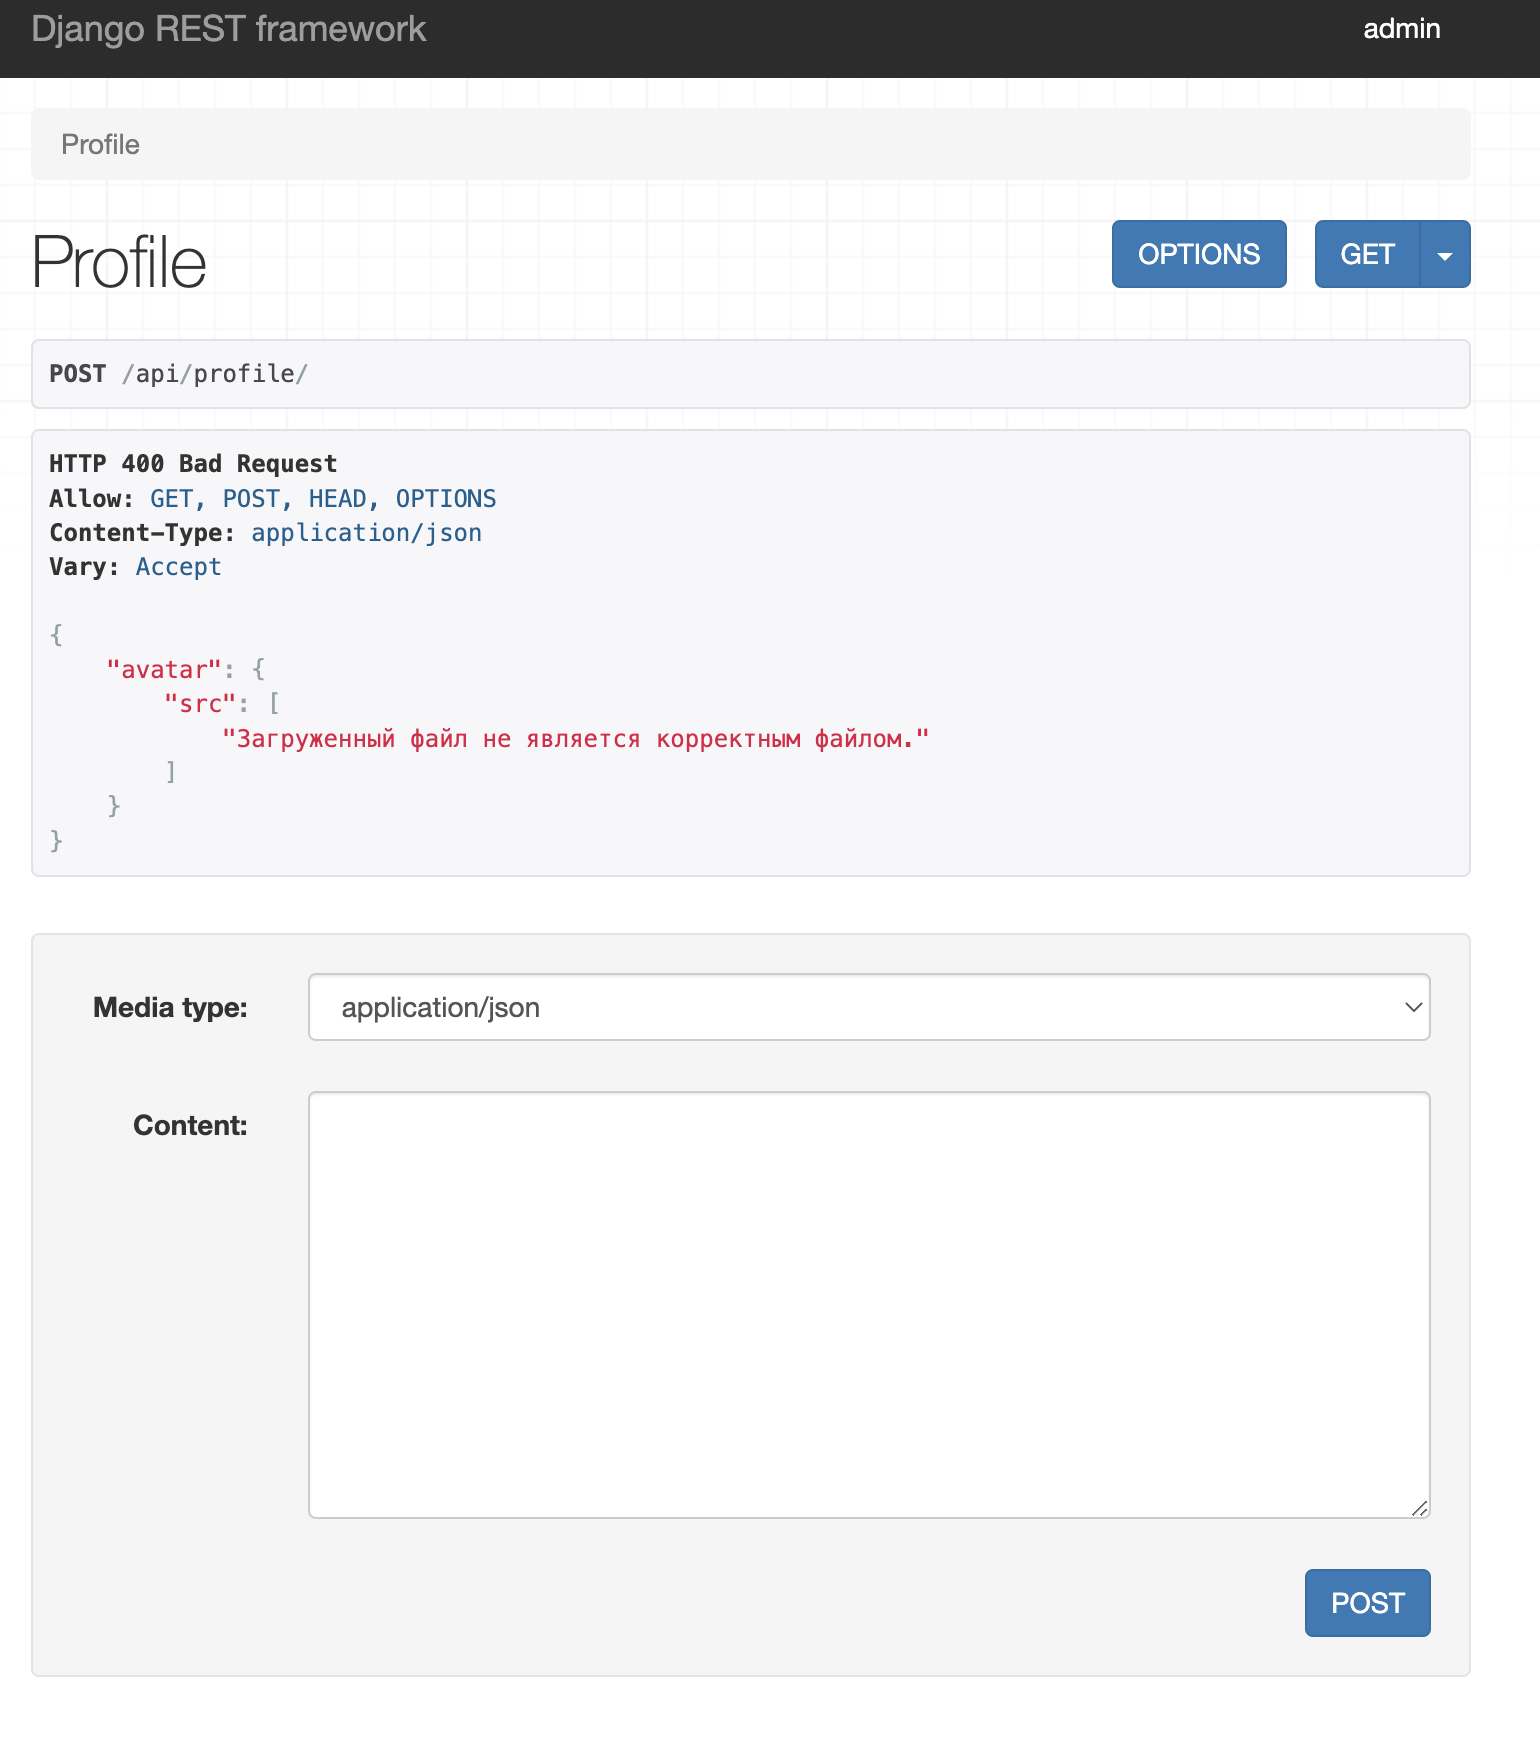 Django REST framework
admin
Profile
Profile
OPTIONS
GET
POST /api/profile/
HTTP 400 Bad Request
Allow: GET, POST, HEAD, OPTIONS
Content-Type: application/json
Vary: Accept
{
    "avatar": {
        "src": [
            "Загруженный файл не является корректным файлом."
        ]
    }
}
Media type:
application/json
Content:
POST